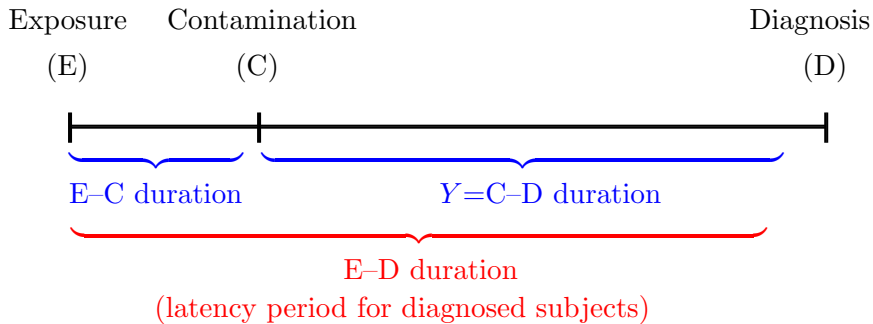 Exposure Contamination Diagnosis
(E) (C) (D)
E–C duration Y=C–D duration
E–D duration
(latency period for diagnosed subjects)